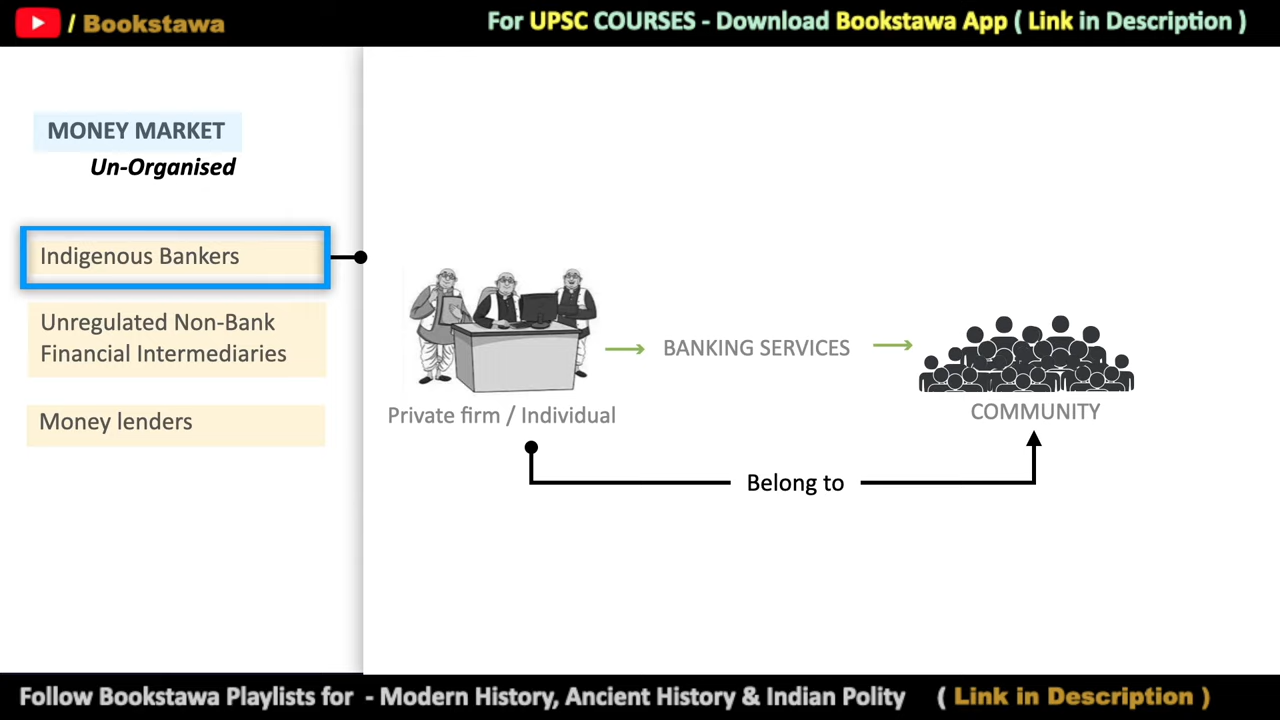 / Bookstawa
For UPSC COURSES - Download Bookstawa App ( Link in Description )
MONEY MARKET
Un-Organised
Indigenous Bankers
Unregulated Non-Bank
Financial Intermediaries
Money lenders
BANKING SERVICES
Private firm / Individual
COMMUNITY
Belong to
Follow Bookstawa Playlists for - Modern History, Ancient History & Indian Polity ( Link in Description )